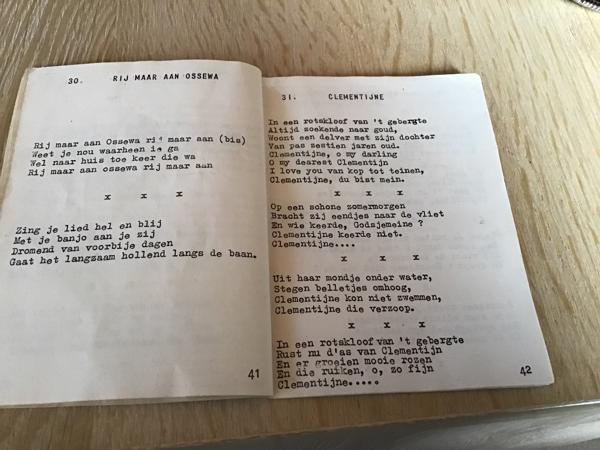 30. RIJ MAAR AAN OSSEWA
Rij maar aan Ossewa rij maar aan (bis)
Weet je nou waarheen ie ga
Wel naar huis toe keer die wa
Rij maar aan ossewa rij maar aan
x x x
Zing je lied hel en blij
Met je banjo aan je zij
Dromend van voorbije dagen
Gaat het langzaam hollend langs de baan.
41
31. CLEMENTIJNE
In een rotskloof van 't gebergte
Altijd zoekende naar goud,
Woont een delver met zijn dochter
Van pas zestien jaren oud.
Clementijne, o my darling
O my dearest Clementijn
I love you van kop tot teinen,
Clementijne, du bist mein.
x x x
Op een schone zomermorgen
Bracht zij eendjes naar de vliet
En wie keerde, Godsjemeine ?
Clementijne keerde niet.
Clementijne....
x x x
Uit haar mondje onder water,
Stegen belletjes omhoog,
Clementijne kon niet zwemmen,
Clementijne die verzoop.
x x x
In een rotskloof van 't gebergte
Rust nu d'as van Clementijn
En er groeien mooie rozen
En die ruiken, o, zo fijn
Clementijne.....
42